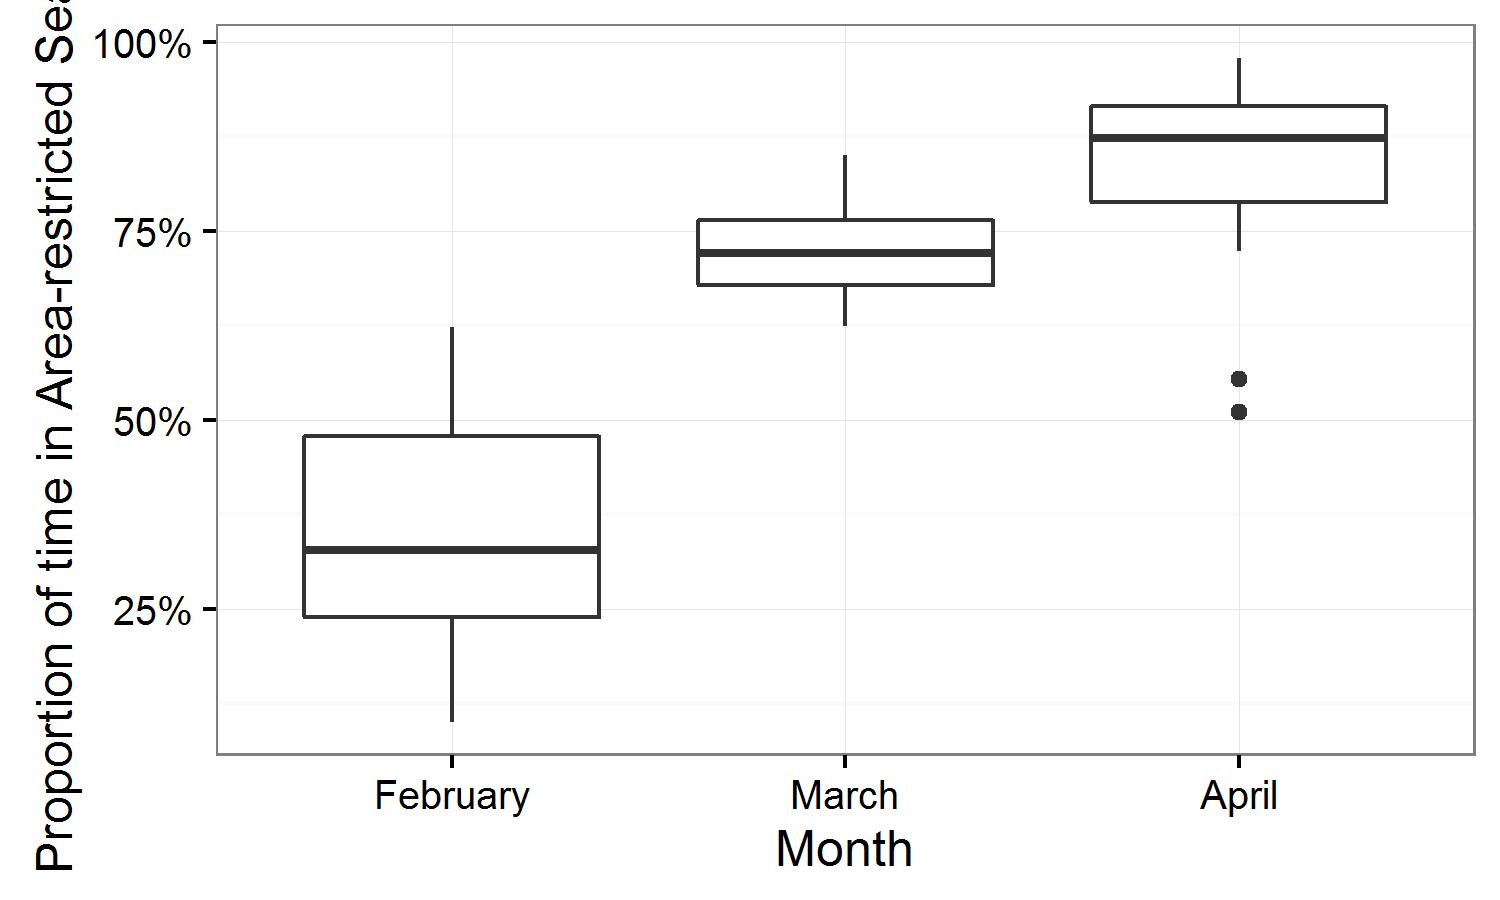 Proportion of time in Area-restricted Sea
100%
75%
50%
25%
February
March
April
Month